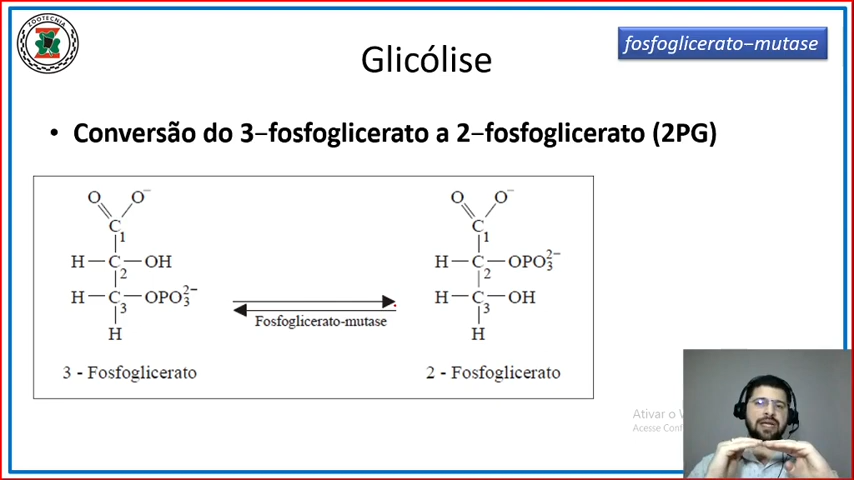 ZOOTECNIA
Glicólise
fosfoglicerato–mutase
• Conversão do 3–fosfoglicerato a 2–fosfoglicerato (2PG)
O O⁻
C
1
H—C—OH
2
H—C—OPO₃²⁻
3
H
3 - Fosfoglicerato
Fosfoglicerato-mutase
O O⁻
C
1
H—C—OPO₃²⁻
2
H—C—OH
3
H
2 - Fosfoglicerato
Ativar o
Acesse Conf